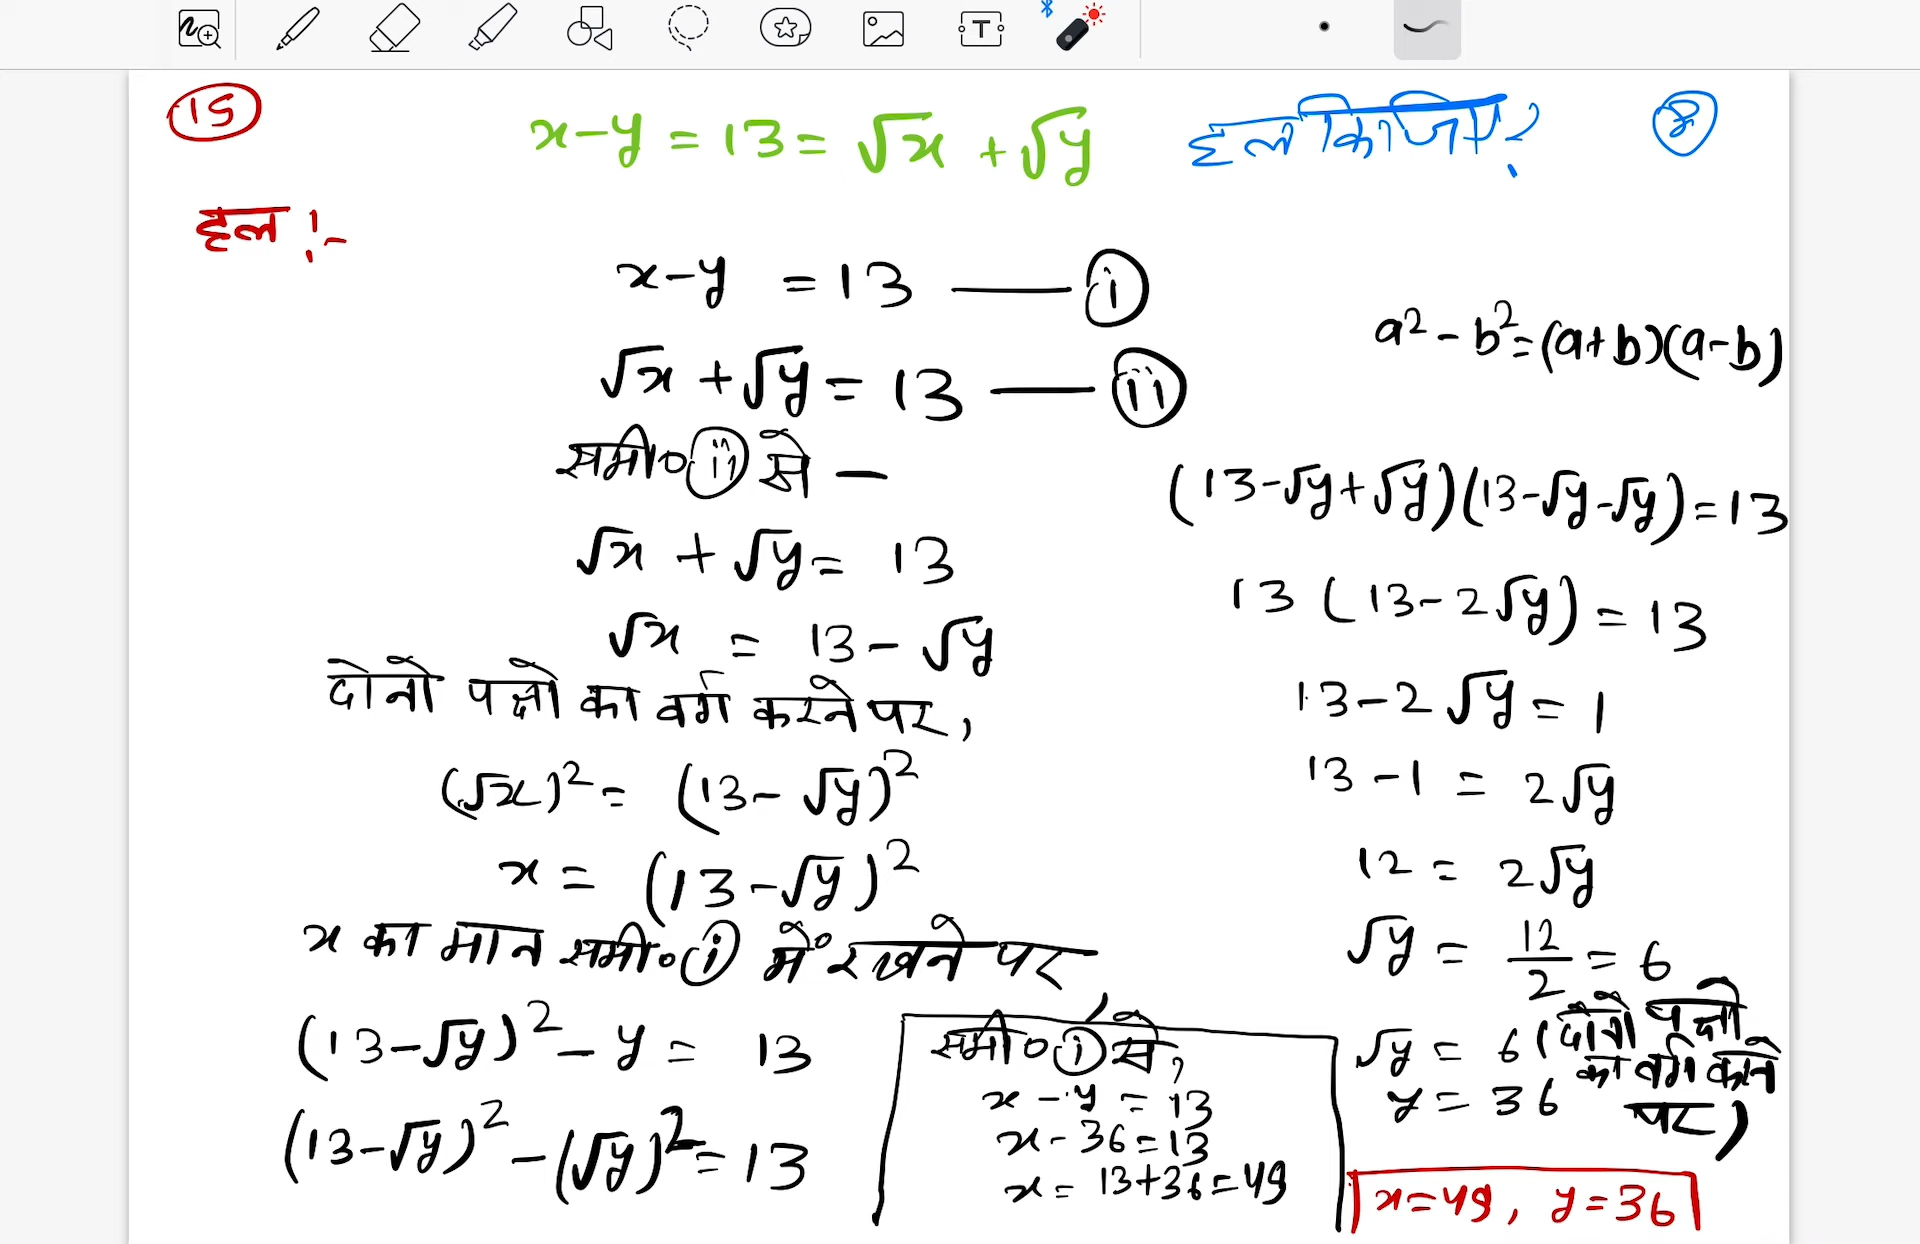 15
x-y = 13 = √x + √y हल किजिए?
हल :-
x-y = 13 — i
√x + √y = 13 — ii
समी० ii से —
√x + √y = 13
√x = 13 - √y
दोनो पक्षो का वर्ग करने पर,
(√x)² = (13 - √y)²
x = (13 - √y)²
x का मान समी० i में रखने पर
(13-√y)² - y = 13
(13-√y)² - (√y)² = 13
a² - b² = (a+b)(a-b)
(13-√y+√y)(13-√y-√y) = 13
13 (13-2√y) = 13
13-2√y = 1
13-1 = 2√y
12 = 2√y
√y = 12/2 = 6
√y = 6 (दोनो पक्षो
का वर्ग करने
पर)
y = 36
समी० i से,
x - y = 13
x - 36 = 13
x = 13+36 = 49
x=49, y=36